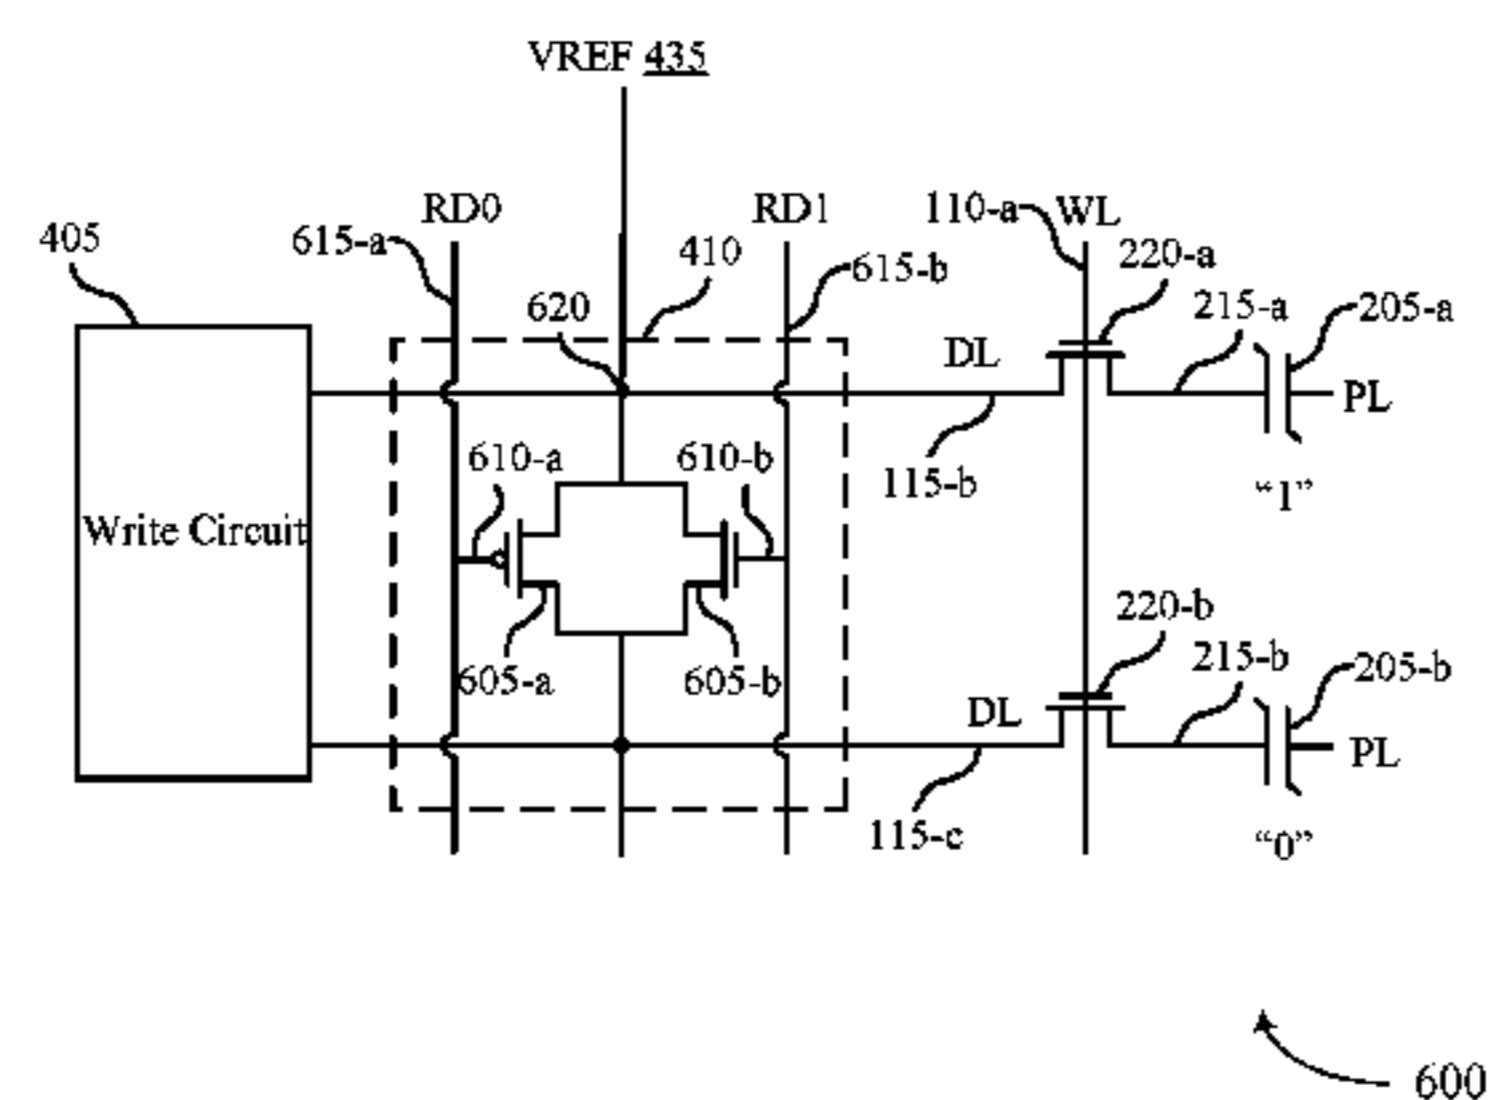 VREF 435
RD0
RD1
110-a
WL
405
615-a
410
615-b
220-a
620
215-a
205-a
DL
PL
610-a
610-b
115-b
"1"
Write Circuit
220-b
605-a
605-b
215-b
205-b
DL
PL
115-c
"0"
600